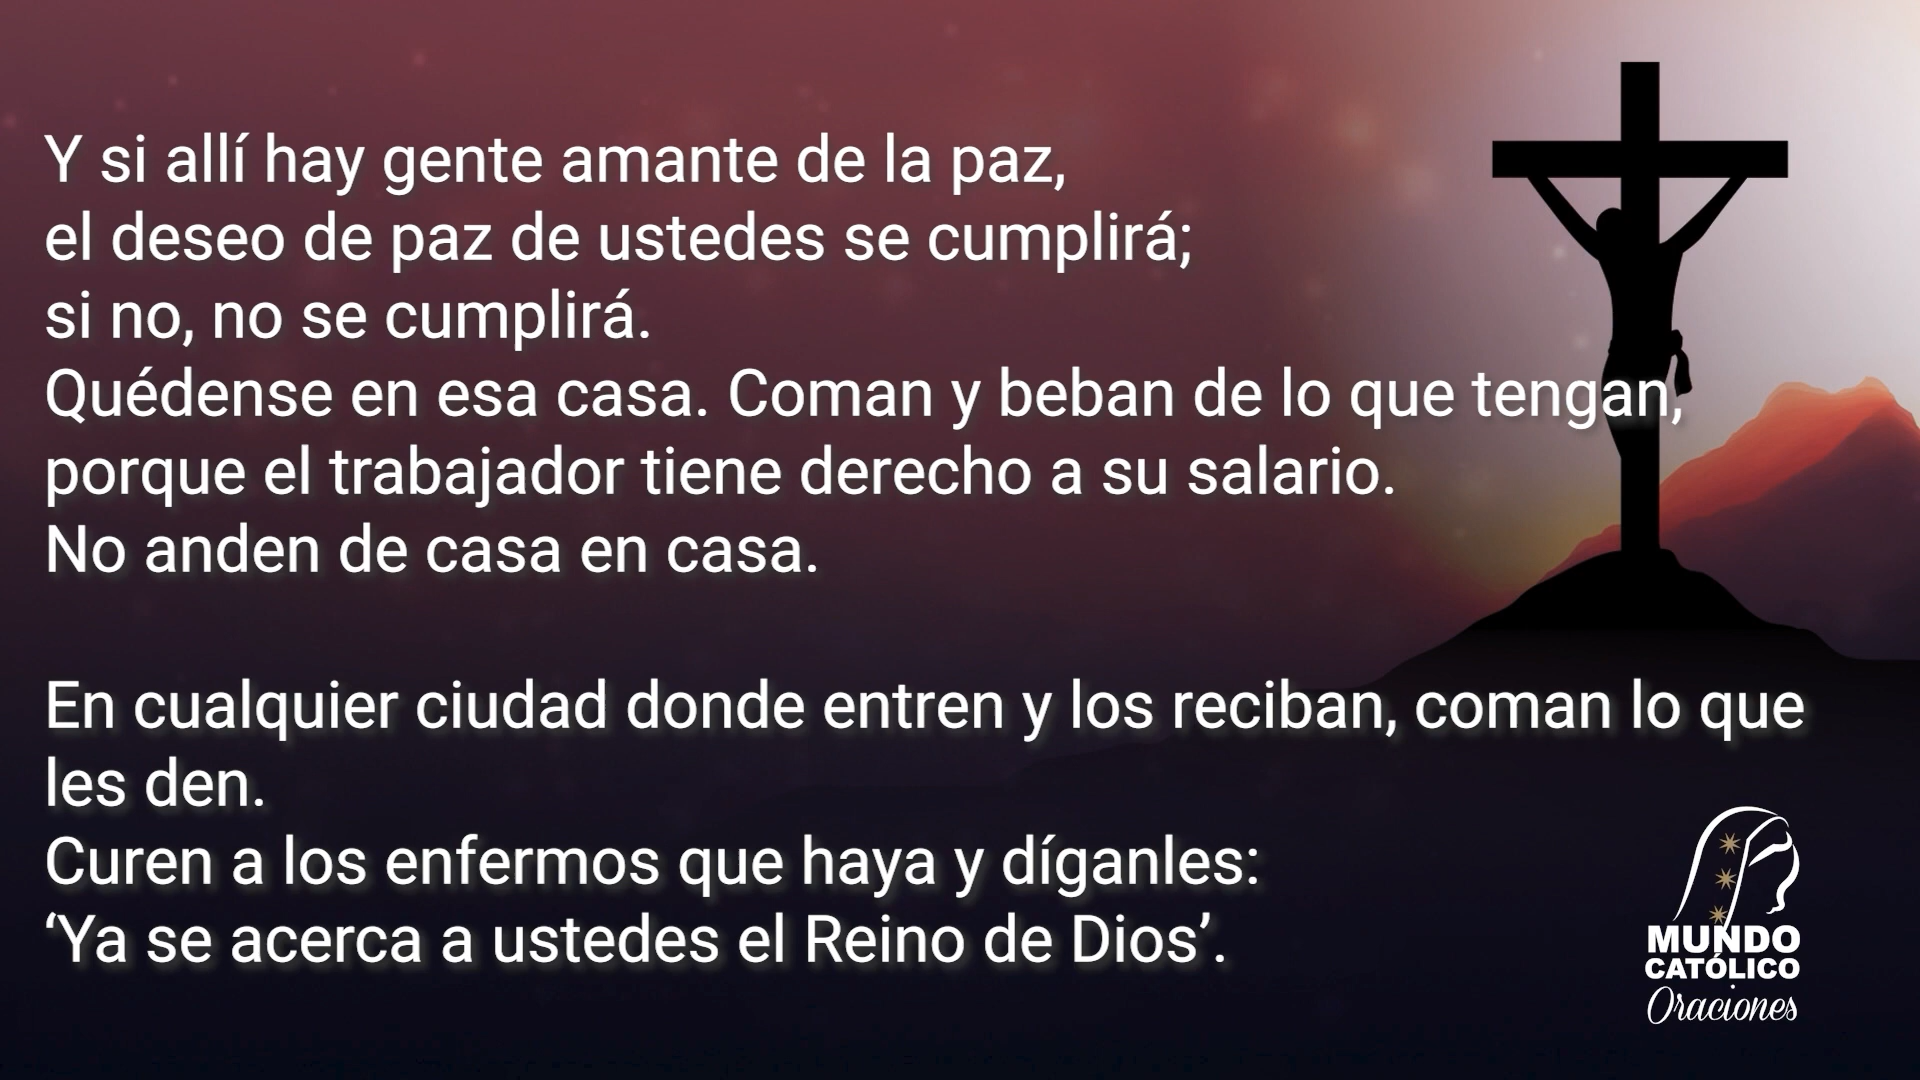 Y si allí hay gente amante de la paz,
el deseo de paz de ustedes se cumplirá;
si no, no se cumplirá.
Quédense en esa casa. Coman y beban de lo que tengan,
porque el trabajador tiene derecho a su salario.
No anden de casa en casa.
En cualquier ciudad donde entren y los reciban, coman lo que
les den.
Curen a los enfermos que haya y díganles:
‘Ya se acerca a ustedes el Reino de Dios’.
MUNDO
CATÓLICO
Oraciones